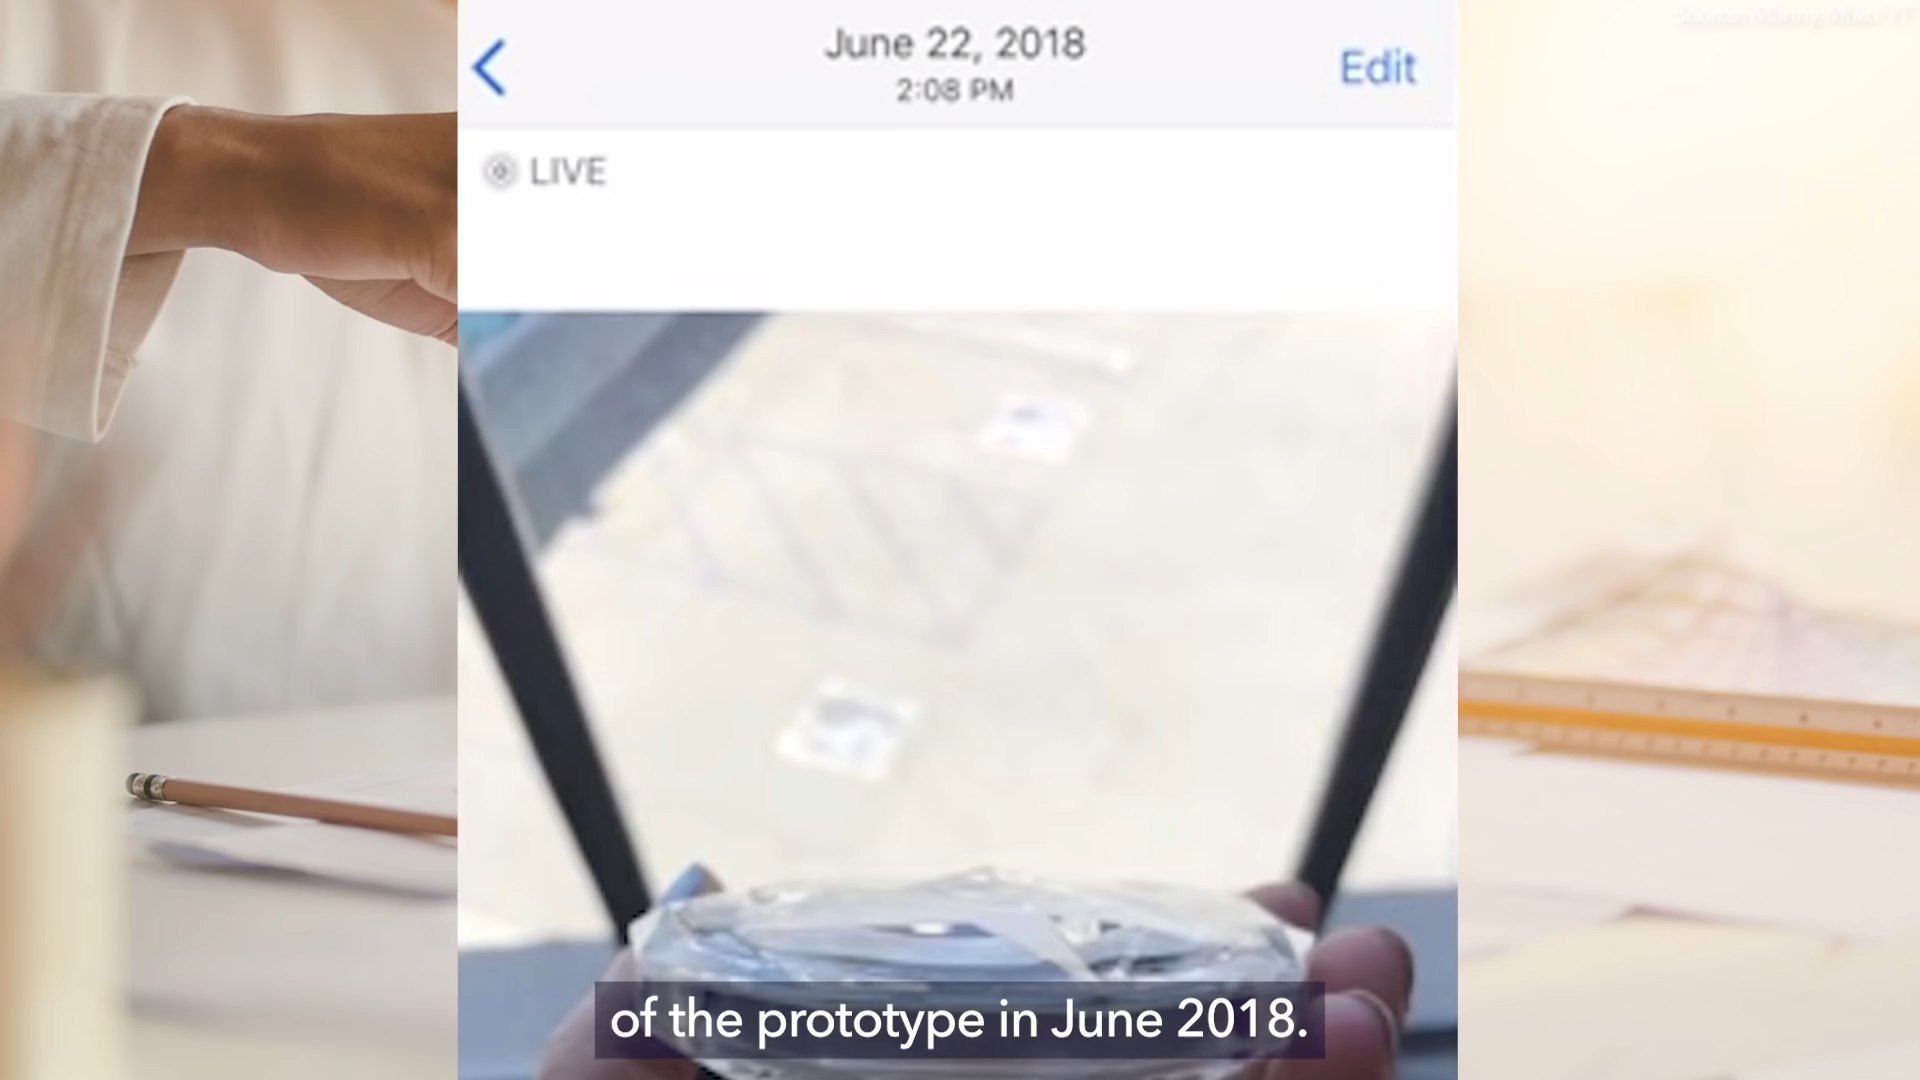 June 22, 2018
2:08 PM
Edit
LIVE
of the prototype in June 2018.